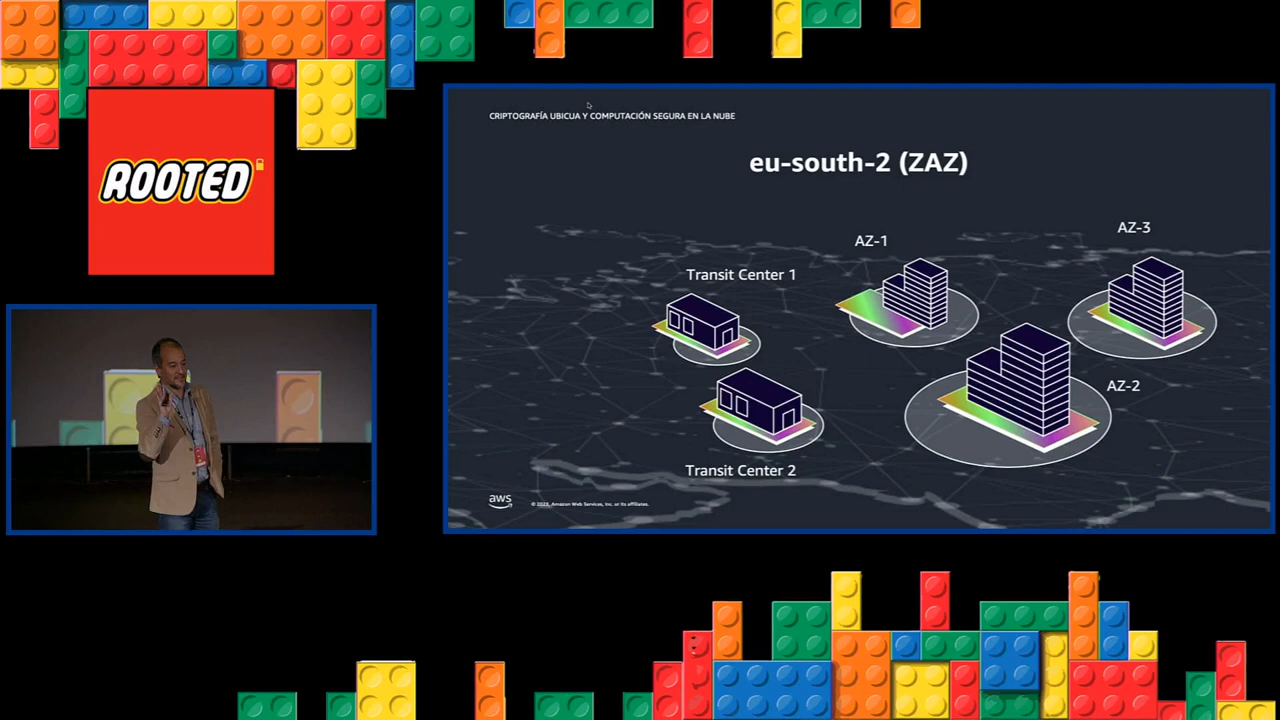 ROOTED
CRIPTOGRAFÍA UBICUA Y COMPUTACIÓN SEGURA EN LA NUBE
eu-south-2 (ZAZ)
AZ-3
AZ-1
Transit Center 1
AZ-2
Transit Center 2
aws
© 2023, Amazon Web Services, Inc. or its affiliates.